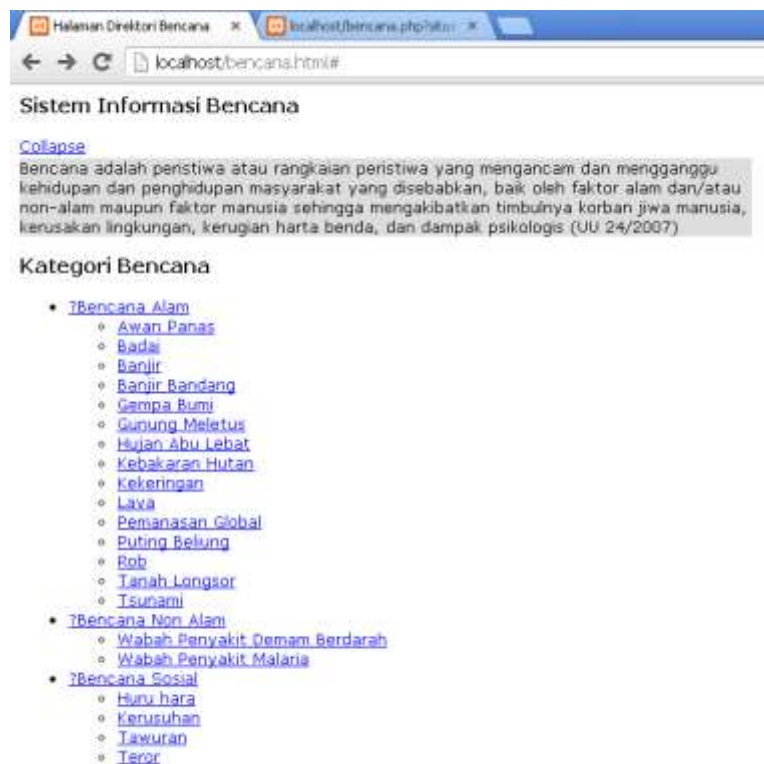 Halaman Direktori Bencana
localhost/bencana.php?situ
localhost/bencana.html#
Sistem Informasi Bencana
Collapse
Bencana adalah peristiwa atau rangkaian peristiwa yang mengancam dan mengganggu
kehidupan dan penghidupan masyarakat yang disebabkan, baik oleh faktor alam dan/atau
non-alam maupun faktor manusia sehingga mengakibatkan timbulnya korban jiwa manusia,
kerusakan lingkungan, kerugian harta benda, dan dampak psikologis (UU 24/2007)
Kategori Bencana
?Bencana Alam
Awan Panas
Badai
Banjir
Banjir Bandang
Gempa Bumi
Gunung Meletus
Hujan Abu Lebat
Kebakaran Hutan
Kekeringan
Lava
Pemanasan Global
Puting Beliung
Rob
Tanah Longsor
Tsunami
?Bencana Non Alam
Wabah Penyakit Demam Berdarah
Wabah Penyakit Malaria
?Bencana Sosial
Huru hara
Kerusuhan
Tawuran
Teror